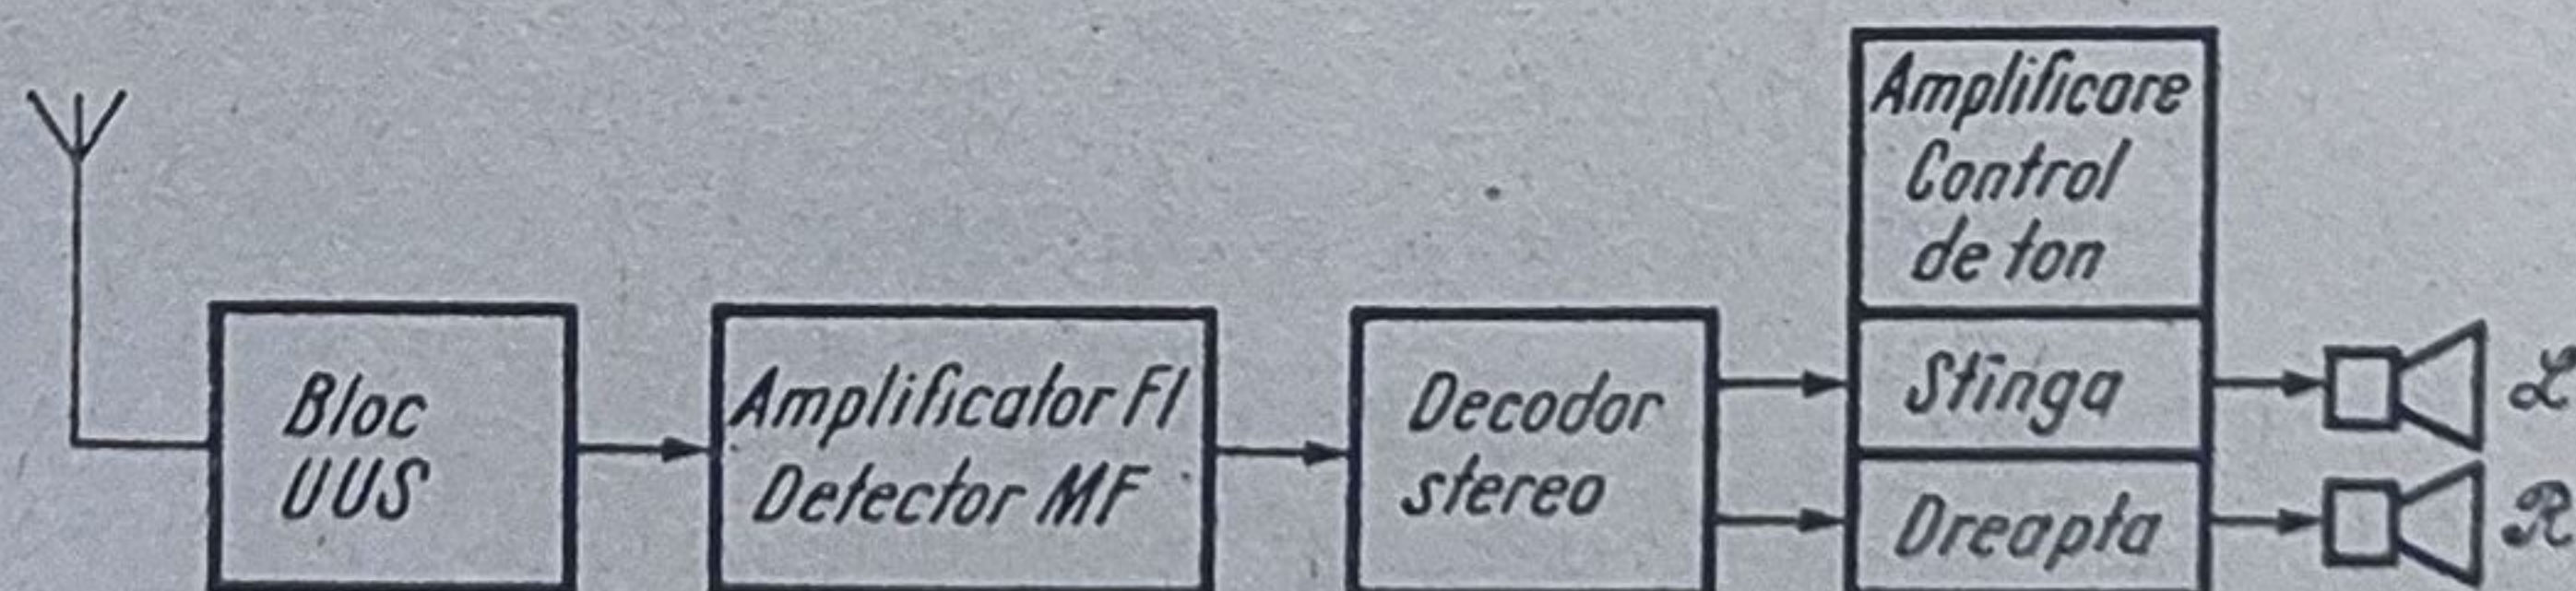 Bloc
UUS
Amplificator FI
Detector MF
Decodor
stereo
Amplificare
Control
de ton
Stînga
Dreapta
L
R